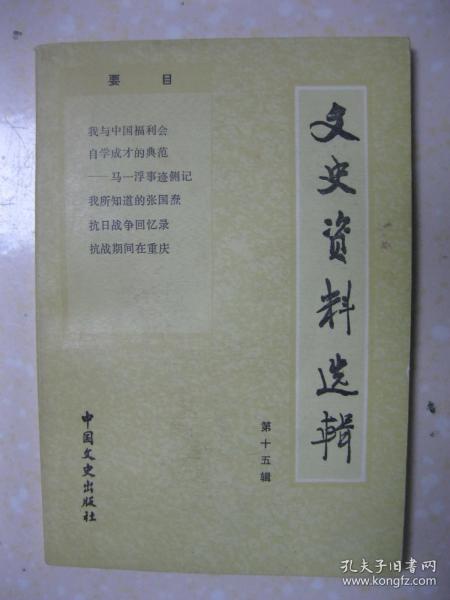 要 目
我与中国福利会
自学成才的典范
——马一浮事迹侧记
我所知道的张国焘
抗日战争回忆录
抗战期间在重庆
文史资料选辑
第十五辑
中国文史出版社
孔夫子旧书网
www.kongfz.com